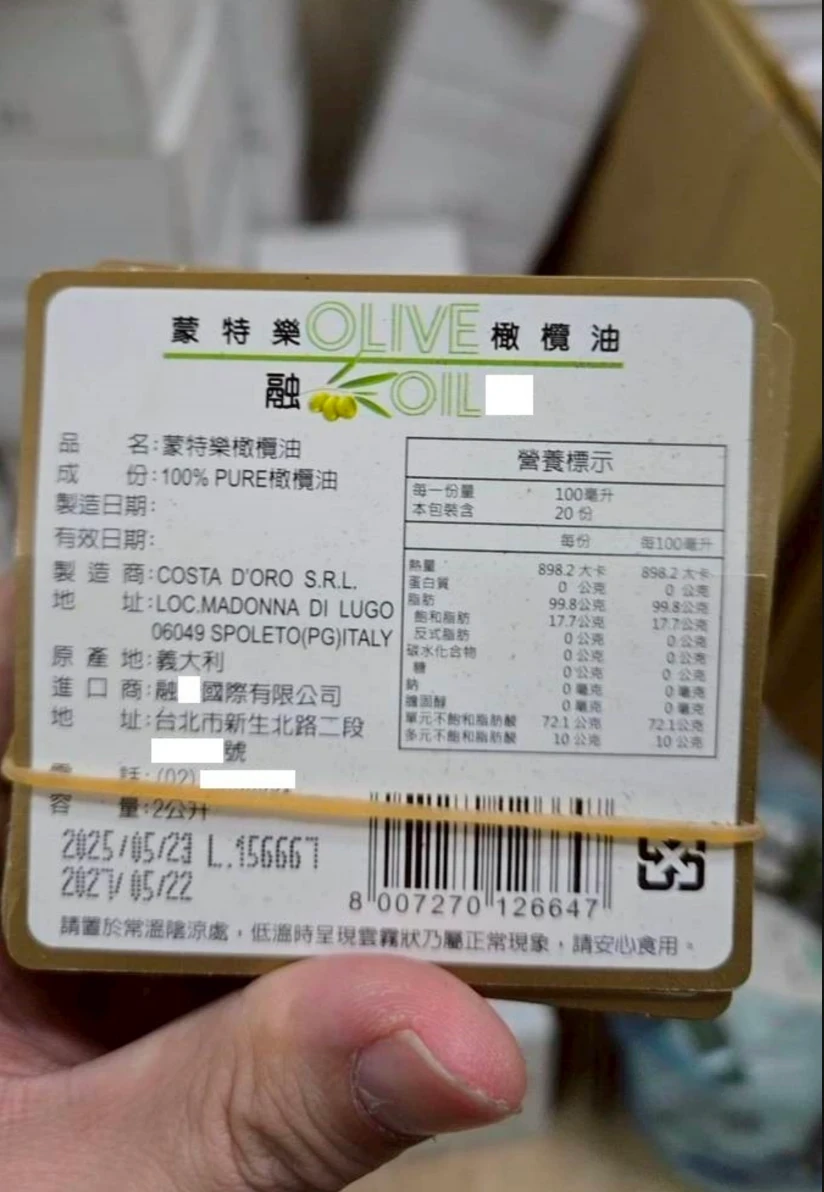 蒙特樂OLIVE橄欖油
融OIL
品名:蒙特樂橄欖油
成份:100% PURE橄欖油
製造日期:
有效日期:
製造商:COSTA D'ORO S.R.L.
地址:LOC.MADONNA DI LUGO
06049 SPOLETO(PG)ITALY
原產地:義大利
進口商:融 國際有限公司
地址:台北市新生北路二段
號
電話:(02)
容量:2公升
2025/05/23 L.156667
2027/05/22
營養標示
每一份量 100毫升
本包裝含 20 份
每份 每100毫升
熱量 898.2 大卡 898.2 大卡
蛋白質 0 公克 0 公克
脂肪 99.8公克 99.8公克
飽和脂肪 17.7公克 17.7公克
反式脂肪 0 公克 0 公克
碳水化合物 0 公克 0 公克
糖 0 公克 0 公克
鈉 0 毫克 0 毫克
膽固醇 0 毫克 0 毫克
單元不飽和脂肪酸 72.1 公克 72.1公克
多元不飽和脂肪酸 10 公克 10 公克
8 007270 126647
請置於常溫陰涼處，低溫時呈現雲霧狀乃屬正常現象，請安心食用。